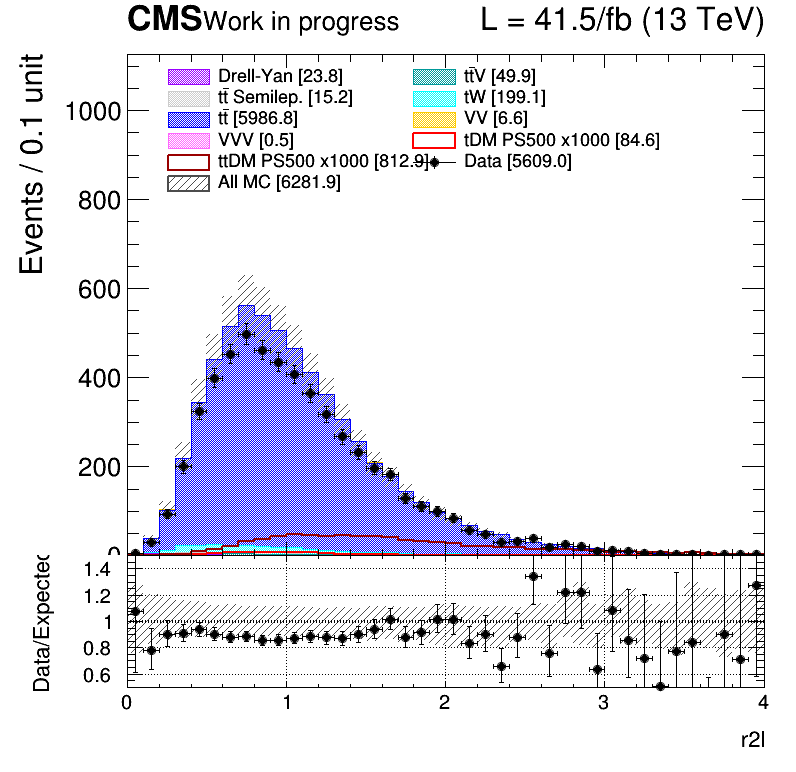 CMS Work in progress L = 41.5/fb (13 TeV)
Events / 0.1 unit
1000
800
600
400
200
0
Drell-Yan [23.8] tt̄V [49.9]
tt̄ Semilep. [15.2] tW [199.1]
tt̄ [5986.8] VV [6.6]
VVV [0.5] tDM PS500 x1000 [84.6]
ttDM PS500 x1000 [812.9] Data [5609.0]
All MC [6281.9]
Data/Expected
1.4
1.2
1
0.8
0.6
0 1 2 3 4
r2l